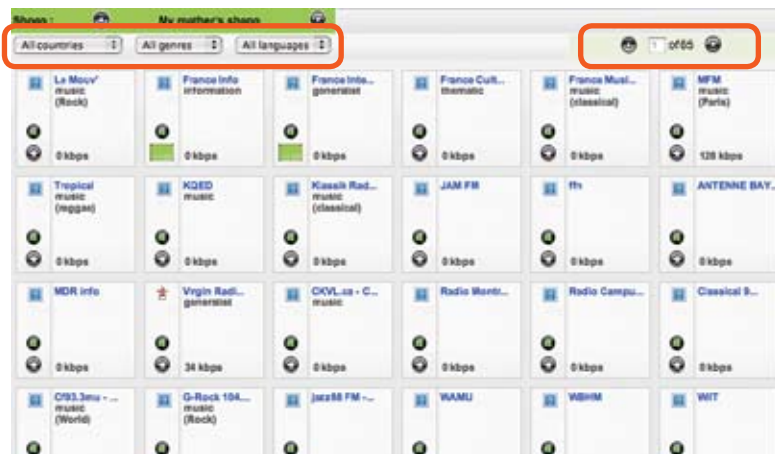 Shops :    My mather's shape
All countries    All genres    All languages    1 of 65
Le Mouv'
music
(Rock)
0 kbps
France Info
information
0 kbps
France Inte...
generalist
0 kbps
France Cult...
thematic
0 kbps
France Musi...
music
(classical)
0 kbps
MFM
music
(Paris)
128 kbps
Tropical
music
(reggae)
0 kbps
KQED
music
0 kbps
Klassik Rad...
music
(classical)
0 kbps
JAM FM
0 kbps
ffn
0 kbps
ANTENNE BAY...
0 kbps
MDR info
0 kbps
Virgin Radi...
generalist
34 kbps
CKVL.ca - C...
music
0 kbps
Radio Montr...
0 kbps
Radio Campu...
0 kbps
Classical 9...
0 kbps
Cf93.3mu - ...
music
(World)
G-Rock 104...
music
(Rock)
jazz88 FM -...
WAMU
WBHM
WIT